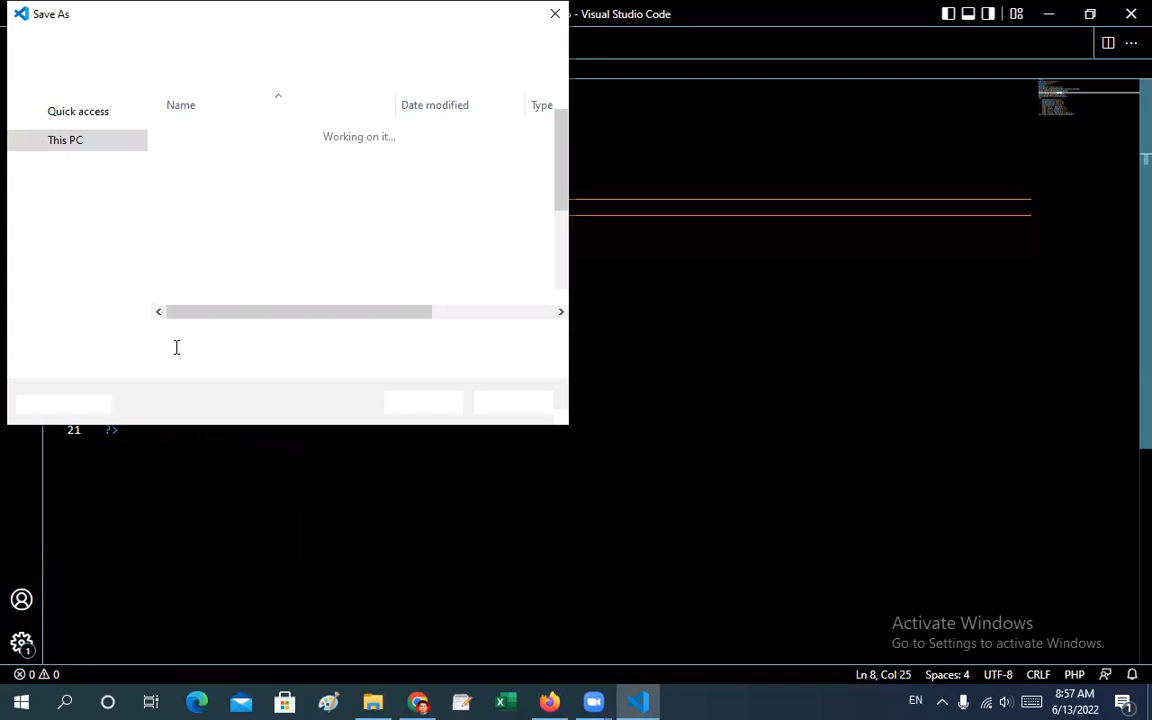 Save As
- Visual Studio Code
Name
Date modified
Type
Quick access
Working on it...
This PC
21 ?>
Activate Windows
Go to Settings to activate Windows.
0 0
Ln 8, Col 25
Spaces: 4
UTF-8
CRLF
PHP
1
EN
8:57 AM
6/13/2022
1